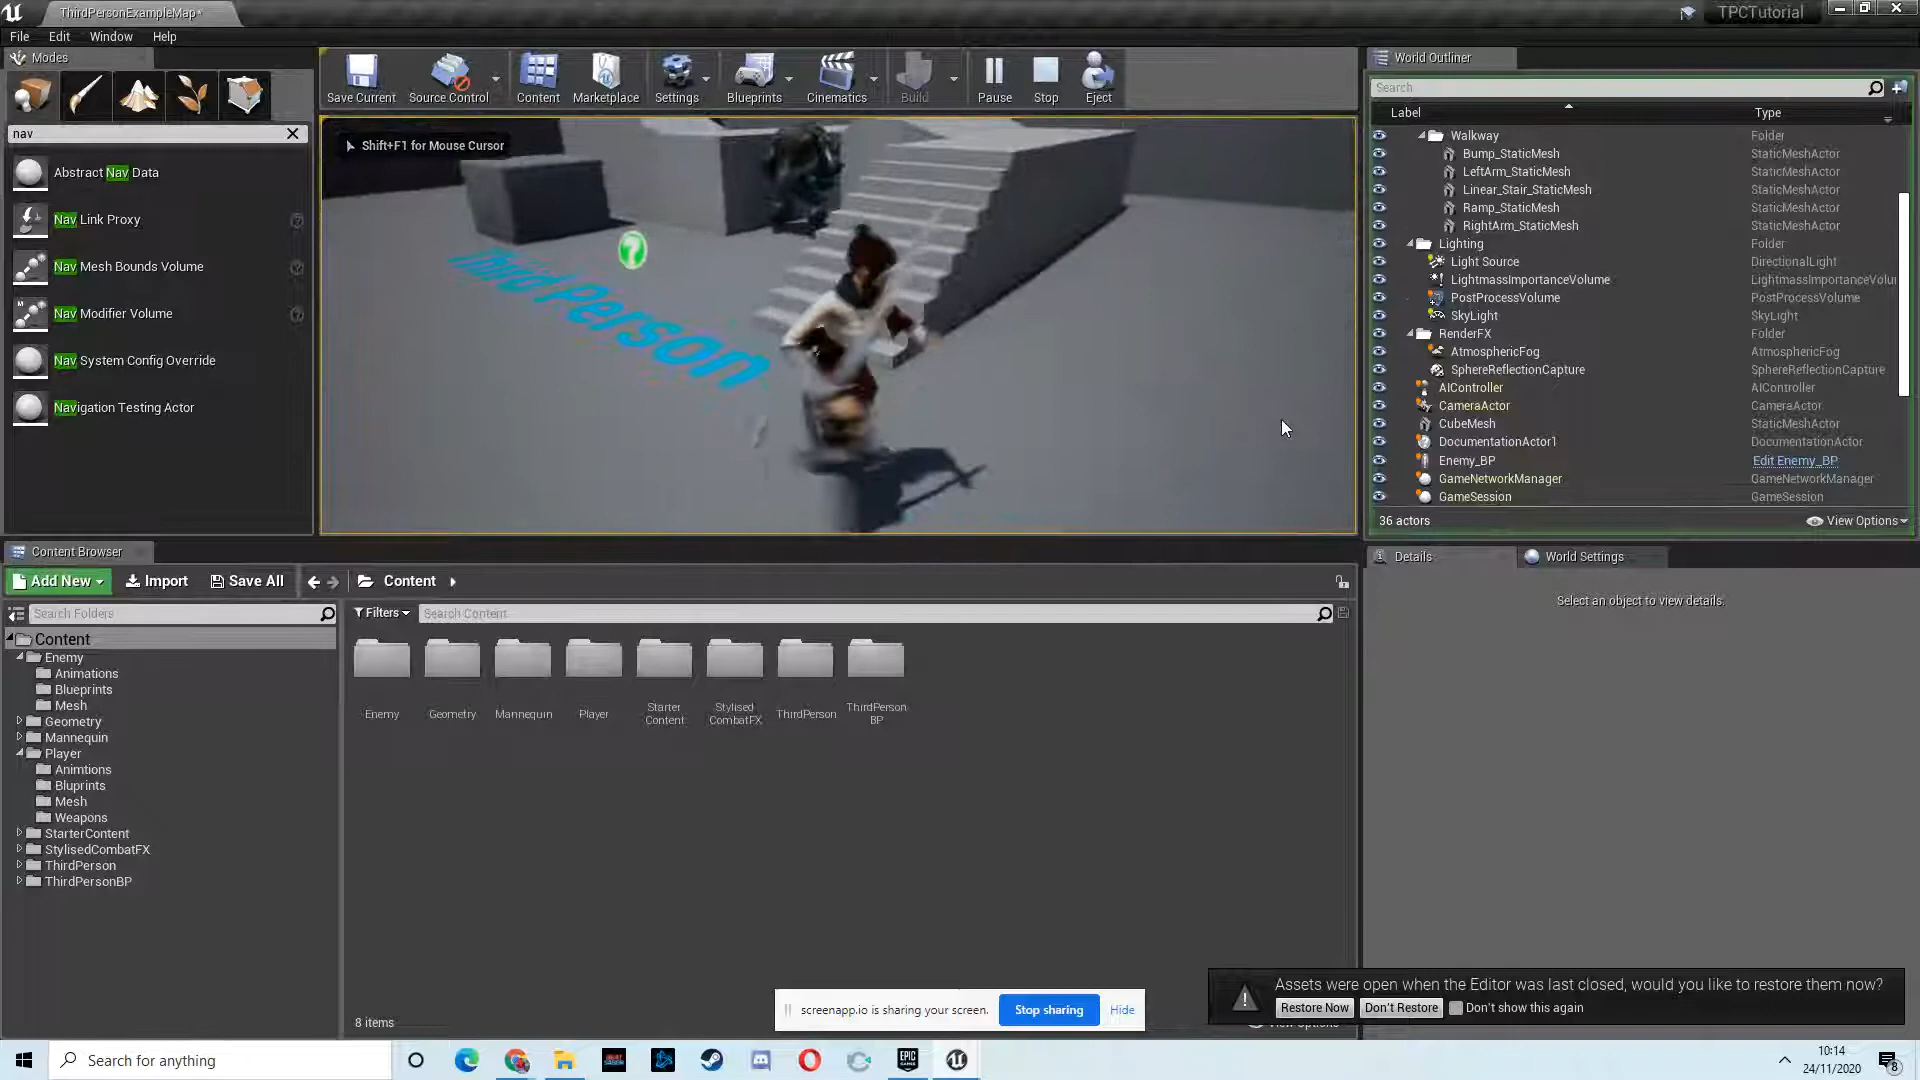 ThirdPersonExampleMap*
TPCTutorial
File Edit Window Help
Modes
nav
Abstract Nav Data
Nav Link Proxy
Nav Mesh Bounds Volume
Nav Modifier Volume
Nav System Config Override
Navigation Testing Actor
Save Current Source Control Content Marketplace Settings Blueprints Cinematics Build Pause Stop Eject
Shift+F1 for Mouse Cursor
Third Person
World Outliner
Search
Label Type
Walkway Folder
Bump_StaticMesh StaticMeshActor
LeftArm_StaticMesh StaticMeshActor
Linear_Stair_StaticMesh StaticMeshActor
Ramp_StaticMesh StaticMeshActor
RightArm_StaticMesh StaticMeshActor
Lighting Folder
Light Source DirectionalLight
LightmassImportanceVolume LightmassImportanceVolu
PostProcessVolume PostProcessVolume
SkyLight SkyLight
RenderFX Folder
AtmosphericFog AtmosphericFog
SphereReflectionCapture SphereReflectionCapture
AIController AIController
CameraActor CameraActor
CubeMesh StaticMeshActor
DocumentationActor1 DocumentationActor
Enemy_BP Edit Enemy_BP
GameNetworkManager GameNetworkManager
GameSession GameSession
36 actors View Options
Content Browser
Add New Import Save All Content
Search Folders
Filters Search Content
Content
Enemy
Animations
Blueprints
Mesh
Geometry
Mannequin
Player
Animtions
Bluprints
Mesh
Weapons
StarterContent
StylisedCombatFX
ThirdPerson
ThirdPersonBP
Enemy Geometry Mannequin Player Starter Content Stylised CombatFX ThirdPerson ThirdPerson BP
8 items View Options
Details World Settings
Select an object to view details.
Assets were open when the Editor was last closed, would you like to restore them now?
Restore Now Don't Restore Don't show this again
screenapp.io is sharing your screen. Stop sharing Hide
Search for anything
EPIC GAMES
10:14
24/11/2020
8